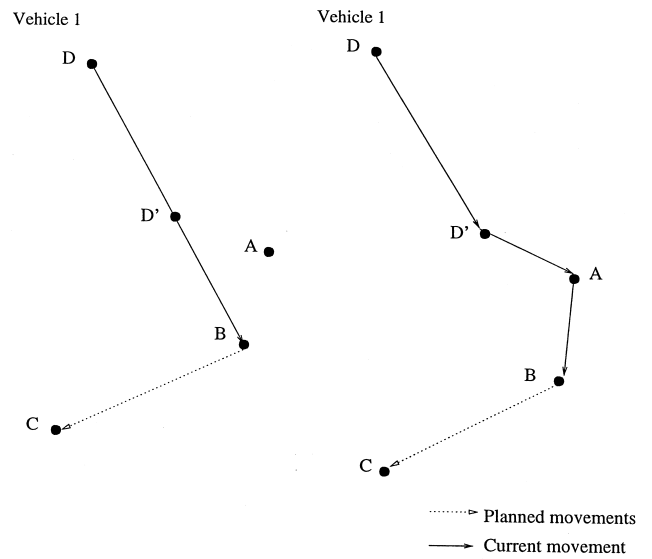 Vehicle 1
D
D'
A
B
C
Vehicle 1
D
D'
A
B
C
Planned movements
Current movement